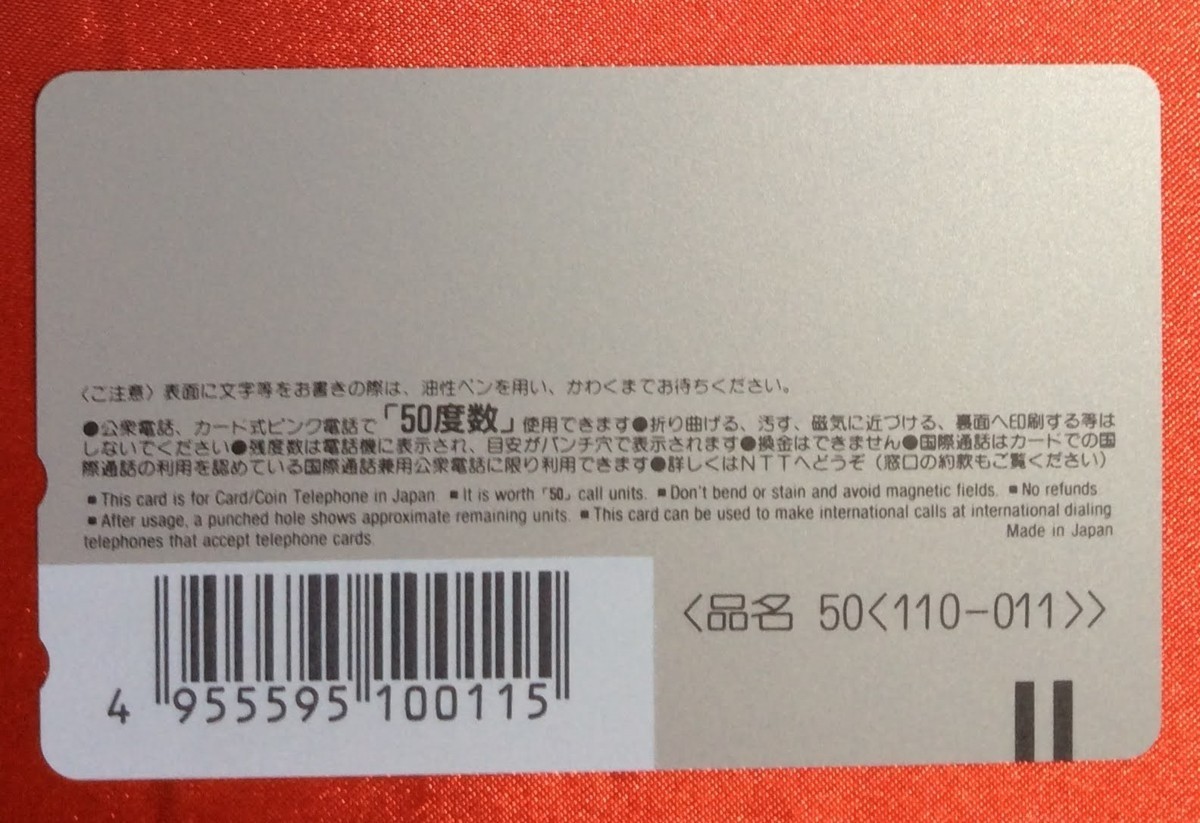 〈ご注意〉表面に文字等をお書きの際は、油性ペンを用い、かわくまでお待ちください。
●公衆電話、カード式ピンク電話で「50度数」使用できます●折り曲げる、汚す、磁気に近づける、裏面へ印刷する等は
しないでください●残度数は電話機に表示され、目安がパンチ穴で表示されます●換金はできません●国際通話はカードでの国
際通話の利用を認めている国際通話兼用公衆電話に限り利用できます●詳しくはNTTへどうぞ(窓口の約款もご覧ください)
■This card is for Card/Coin Telephone in Japan. ■It is worth「50」call units. ■Don't bend or stain and avoid magnetic fields. ■No refunds
■After usage, a punched hole shows approximate remaining units. ■This card can be used to make international calls at international dialing
telephones that accept telephone cards.
Made in Japan
〈品名 50〈110-011〉〉
4 955595 100115